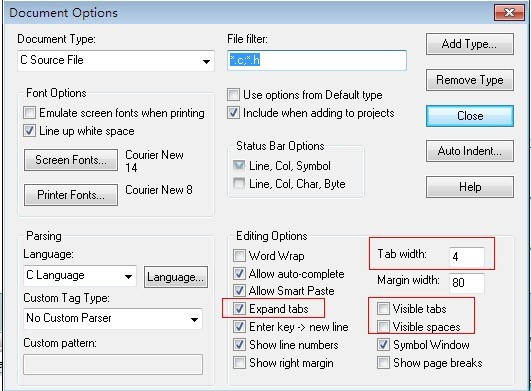 Document Options
Document Type:
C Source File
File filter:
*.c;*.h
Add Type...
Remove Type
Close
Auto Indent...
Help
Font Options
Emulate screen fonts when printing
Line up white space
Screen Fonts...
Courier New
14
Printer Fonts...
Courier New 8
Use options from Default type
Include when adding to projects
Status Bar Options
Line, Col, Symbol
Line, Col, Char, Byte
Parsing
Language:
C Language
Language...
Custom Tag Type:
No Custom Parser
Custom pattern:
Editing Options
Word Wrap
Allow auto-complete
Allow Smart Paste
Expand tabs
Enter key -> new line
Show line numbers
Show right margin
Tab width:
4
Margin width:
80
Visible tabs
Visible spaces
Symbol Window
Show page breaks